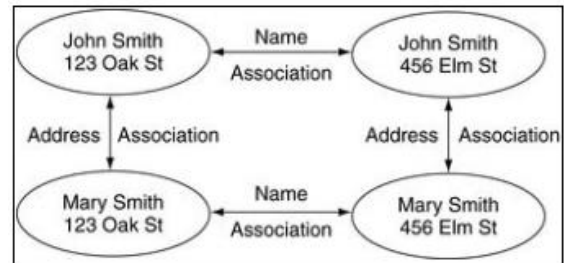 John Smith
123 Oak St
Name
Association
John Smith
456 Elm St
Address Association
Address Association
Mary Smith
123 Oak St
Name
Association
Mary Smith
456 Elm St